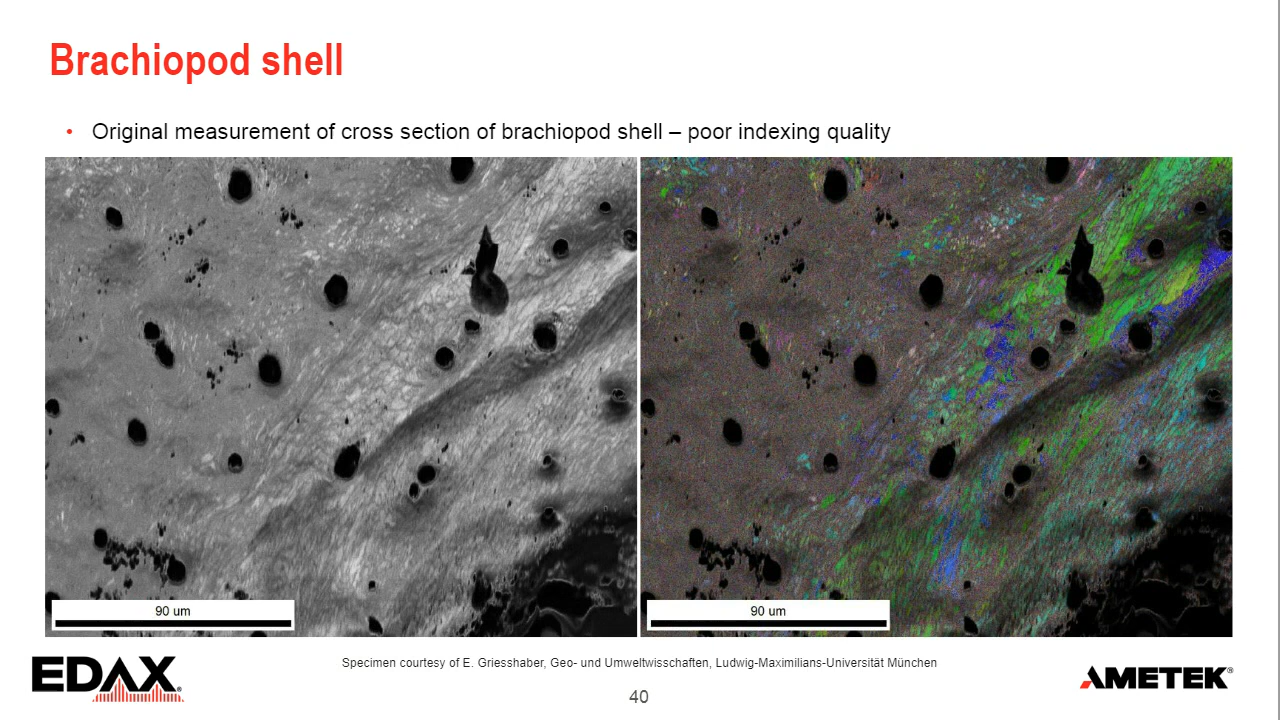 Brachiopod shell
• Original measurement of cross section of brachiopod shell – poor indexing quality
90 um
90 um
Specimen courtesy of E. Griesshaber, Geo- und Umweltwisschaften, Ludwig-Maximilians-Universität München
EDAX®
40
AMETEK®